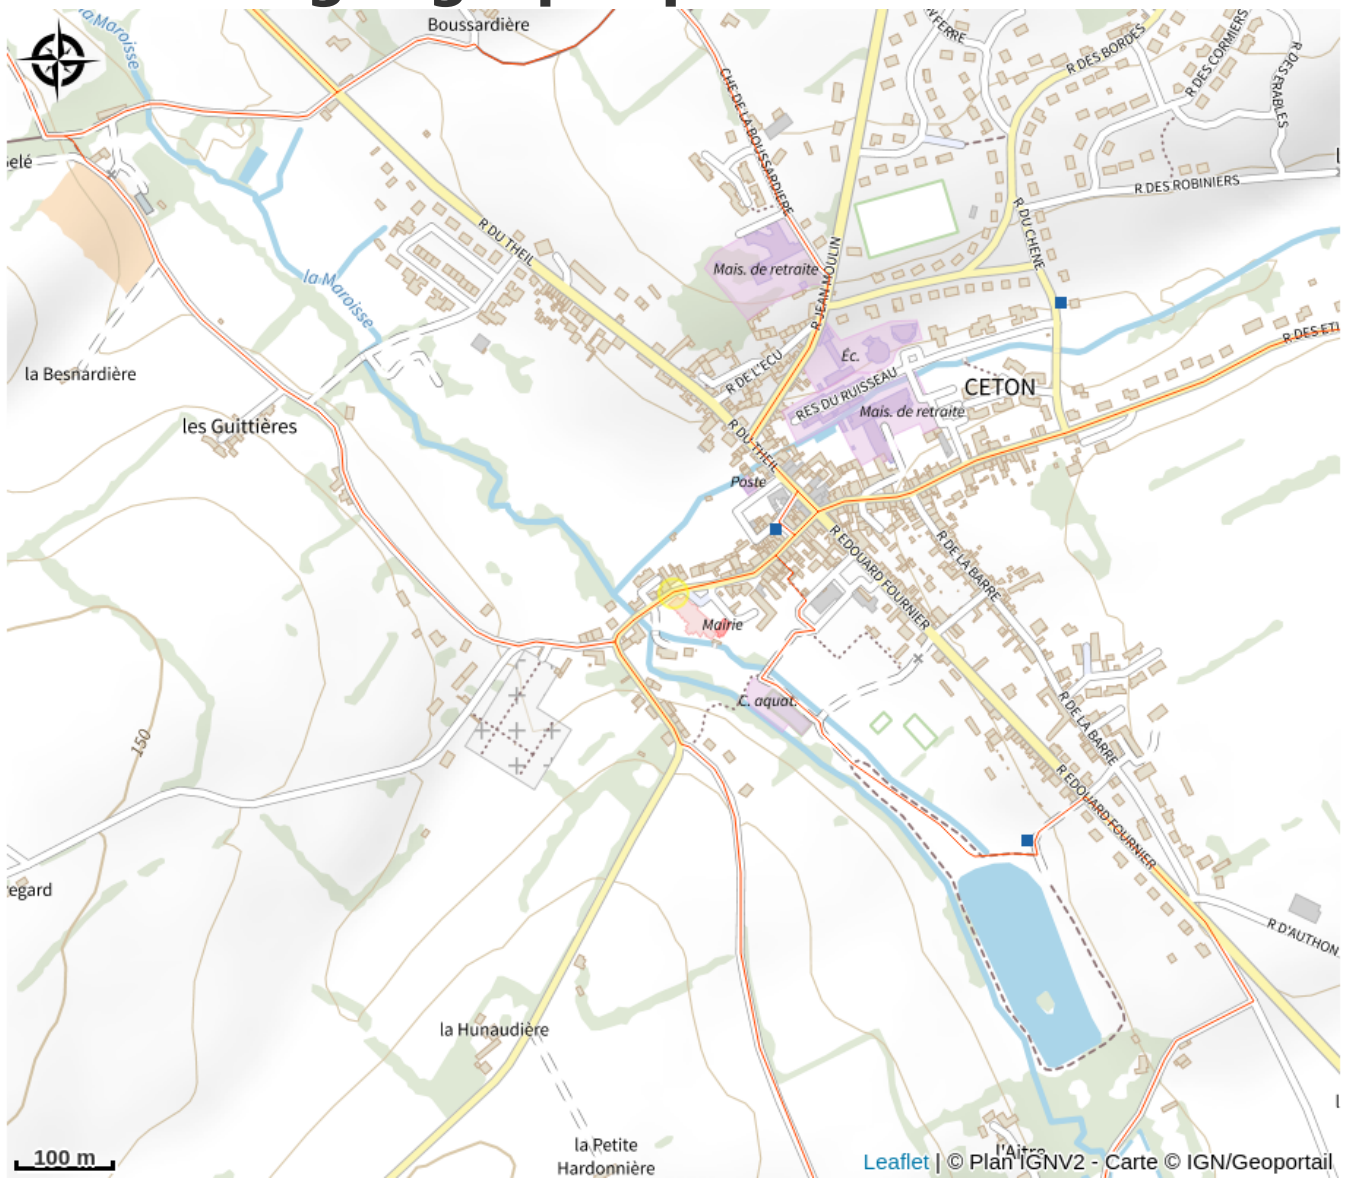 Boussardière
la Maroisse
FERRE
R DES BORDES
R DES CORMIERS
R DES ERABLES
CHE DE LA BOUSSARDIERE
R DES ROBINIERS
R DU THEIL
R DU CHENE
R JEAN MOULIN
Mais. de retraite
la Maroisse
Éc.
R DE L'ECU
RES DU RUISSEAU
CETON
Mais. de retraite
la Besnardière
les Guittières
R DU THEIL
Poste
R EDOUARD FOURNIER
R DE LA BARRE
Mairie
C. aquat.
150
R DE LA BARRE
R EDOUARD FOURNIER
R D'AUTHON
la Hunaudière
la Petite
Hardonnière
l'Aitre
100 m
Leaflet | © Plan IGNV2 - Carte © IGN/Geoportail